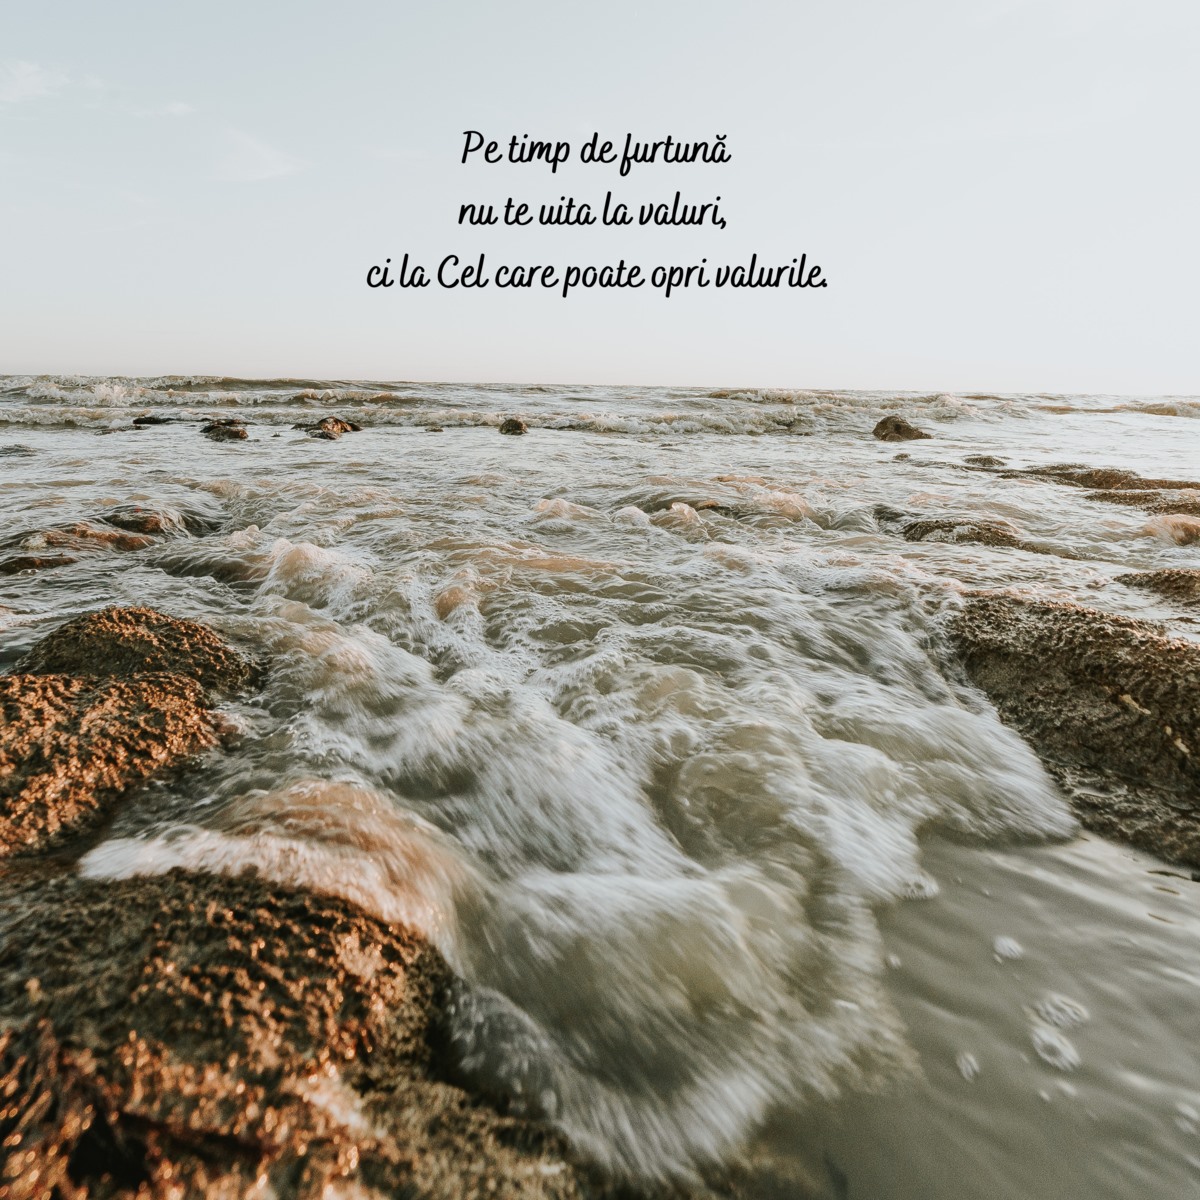 Pe timp de furtună
nu te uita la valuri,
ci la Cel care poate opri valurile.